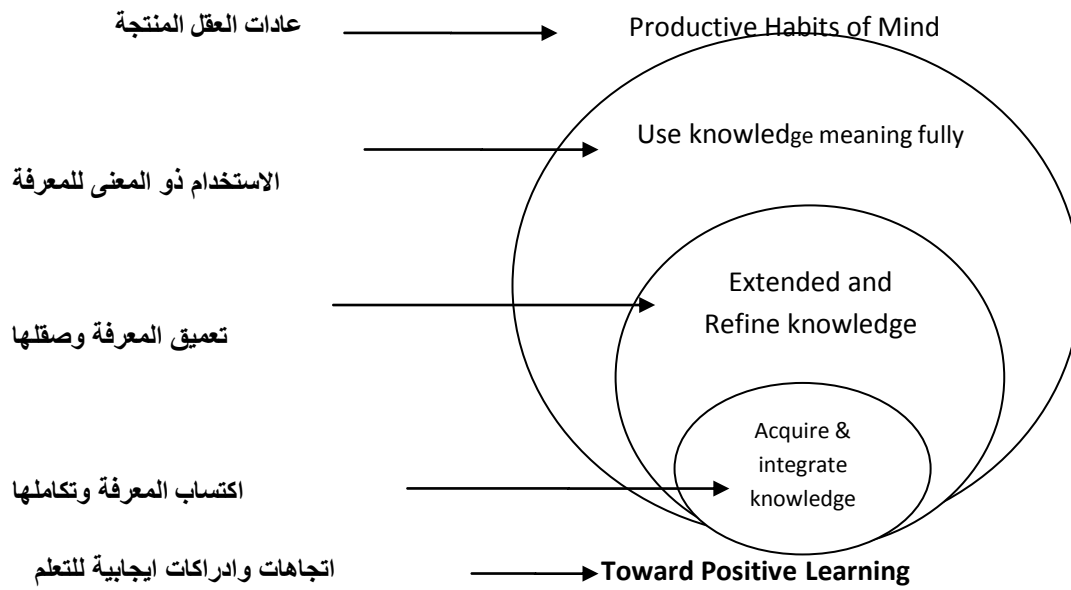 عادات العقل المنتجة
Productive Habits of Mind
Use knowledge meaning fully
الاستخدام ذو المعنى للمعرفة
Extended and
Refine knowledge
تعميق المعرفة وصقلها
Acquire &
integrate
knowledge
اكتساب المعرفة وتكاملها
اتجاهات وادراكات ايجابية للتعلم
Toward Positive Learning